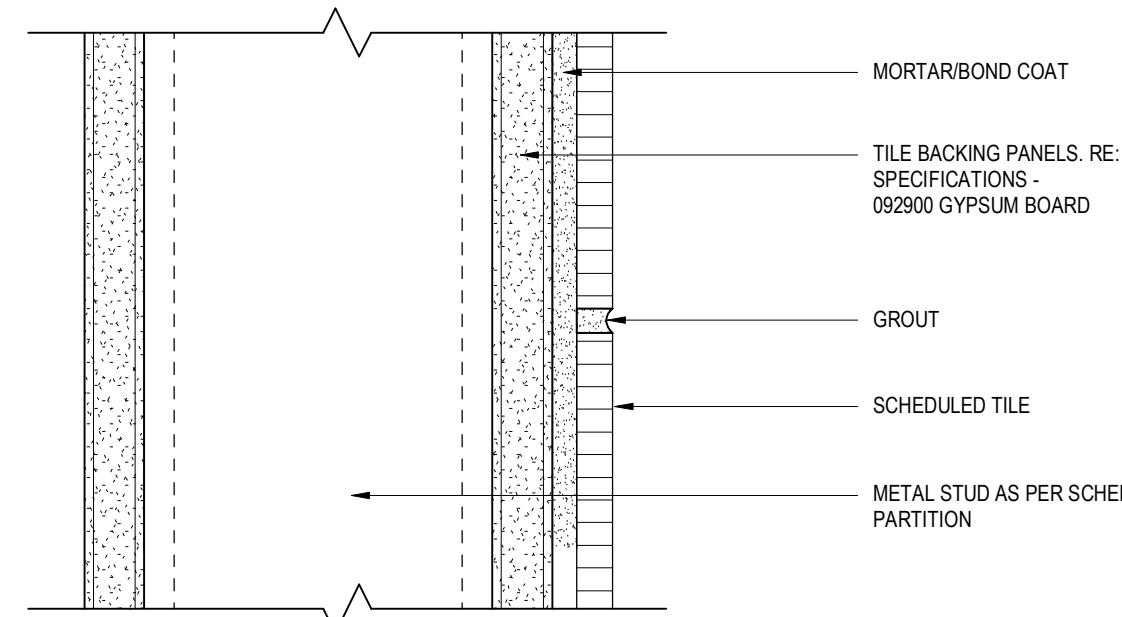 MORTAR/BOND COAT
TILE BACKING PANELS. RE:
SPECIFICATIONS -
092900 GYPSUM BOARD
GROUT
SCHEDULED TILE
METAL STUD AS PER
PARTITION